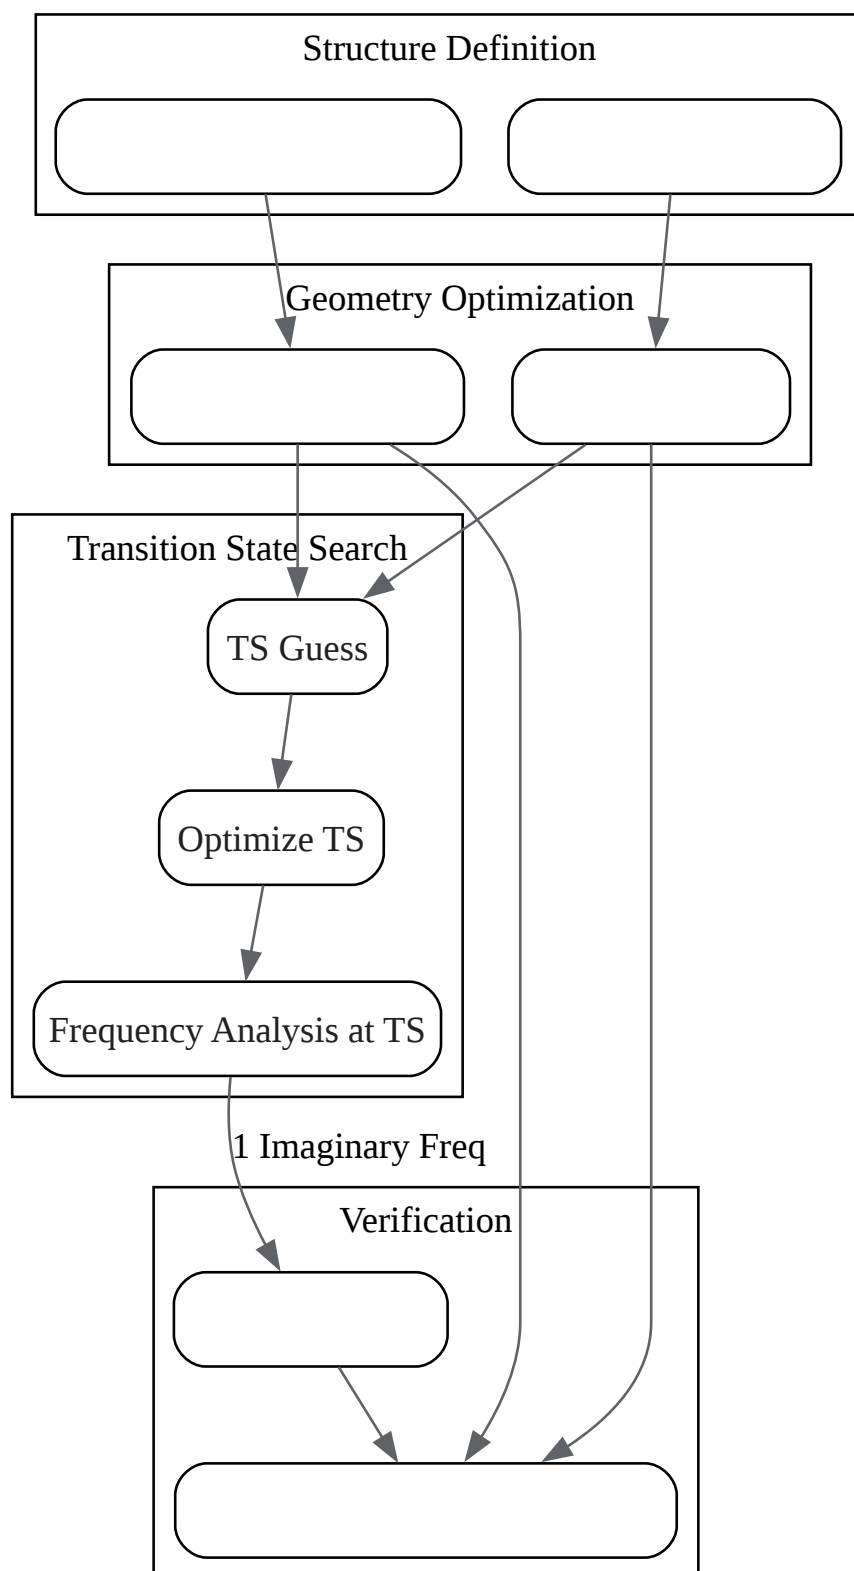 Structure Definition
Geometry Optimization
Transition State Search
TS Guess
Optimize TS
Frequency Analysis at TS
1 Imaginary Freq
Verification